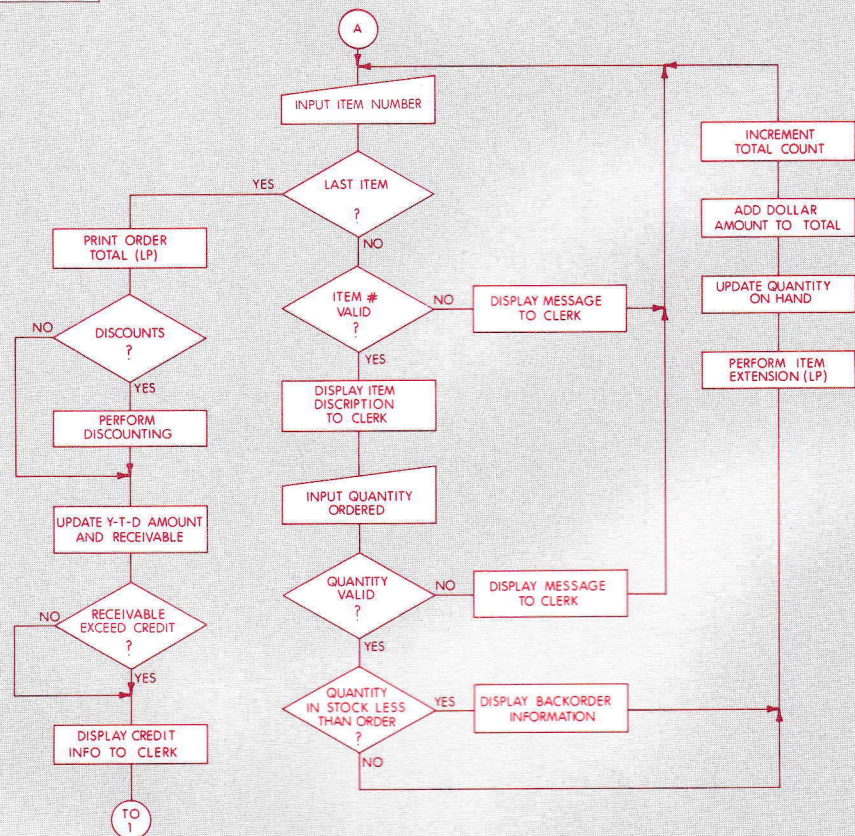 A
INPUT ITEM NUMBER
LAST ITEM
?
YES
NO
PRINT ORDER
TOTAL (LP)
DISCOUNTS
?
NO
YES
PERFORM
DISCOUNTING
UPDATE Y-T-D AMOUNT
AND RECEIVABLE
RECEIVABLE
EXCEED CREDIT
?
NO
YES
DISPLAY CREDIT
INFO TO CLERK
TO
1
ITEM #
VALID
?
NO
DISPLAY MESSAGE
TO CLERK
YES
DISPLAY ITEM
DISCRIPTION
TO CLERK
INPUT QUANTITY
ORDERED
QUANTITY
VALID
?
NO
DISPLAY MESSAGE
TO CLERK
YES
QUANTITY
IN STOCK LESS
THAN ORDER
?
YES
DISPLAY BACKORDER
INFORMATION
NO
INCREMENT
TOTAL COUNT
ADD DOLLAR
AMOUNT TO TOTAL
UPDATE QUANTITY
ON HAND
PERFORM ITEM
EXTENSION (LP)